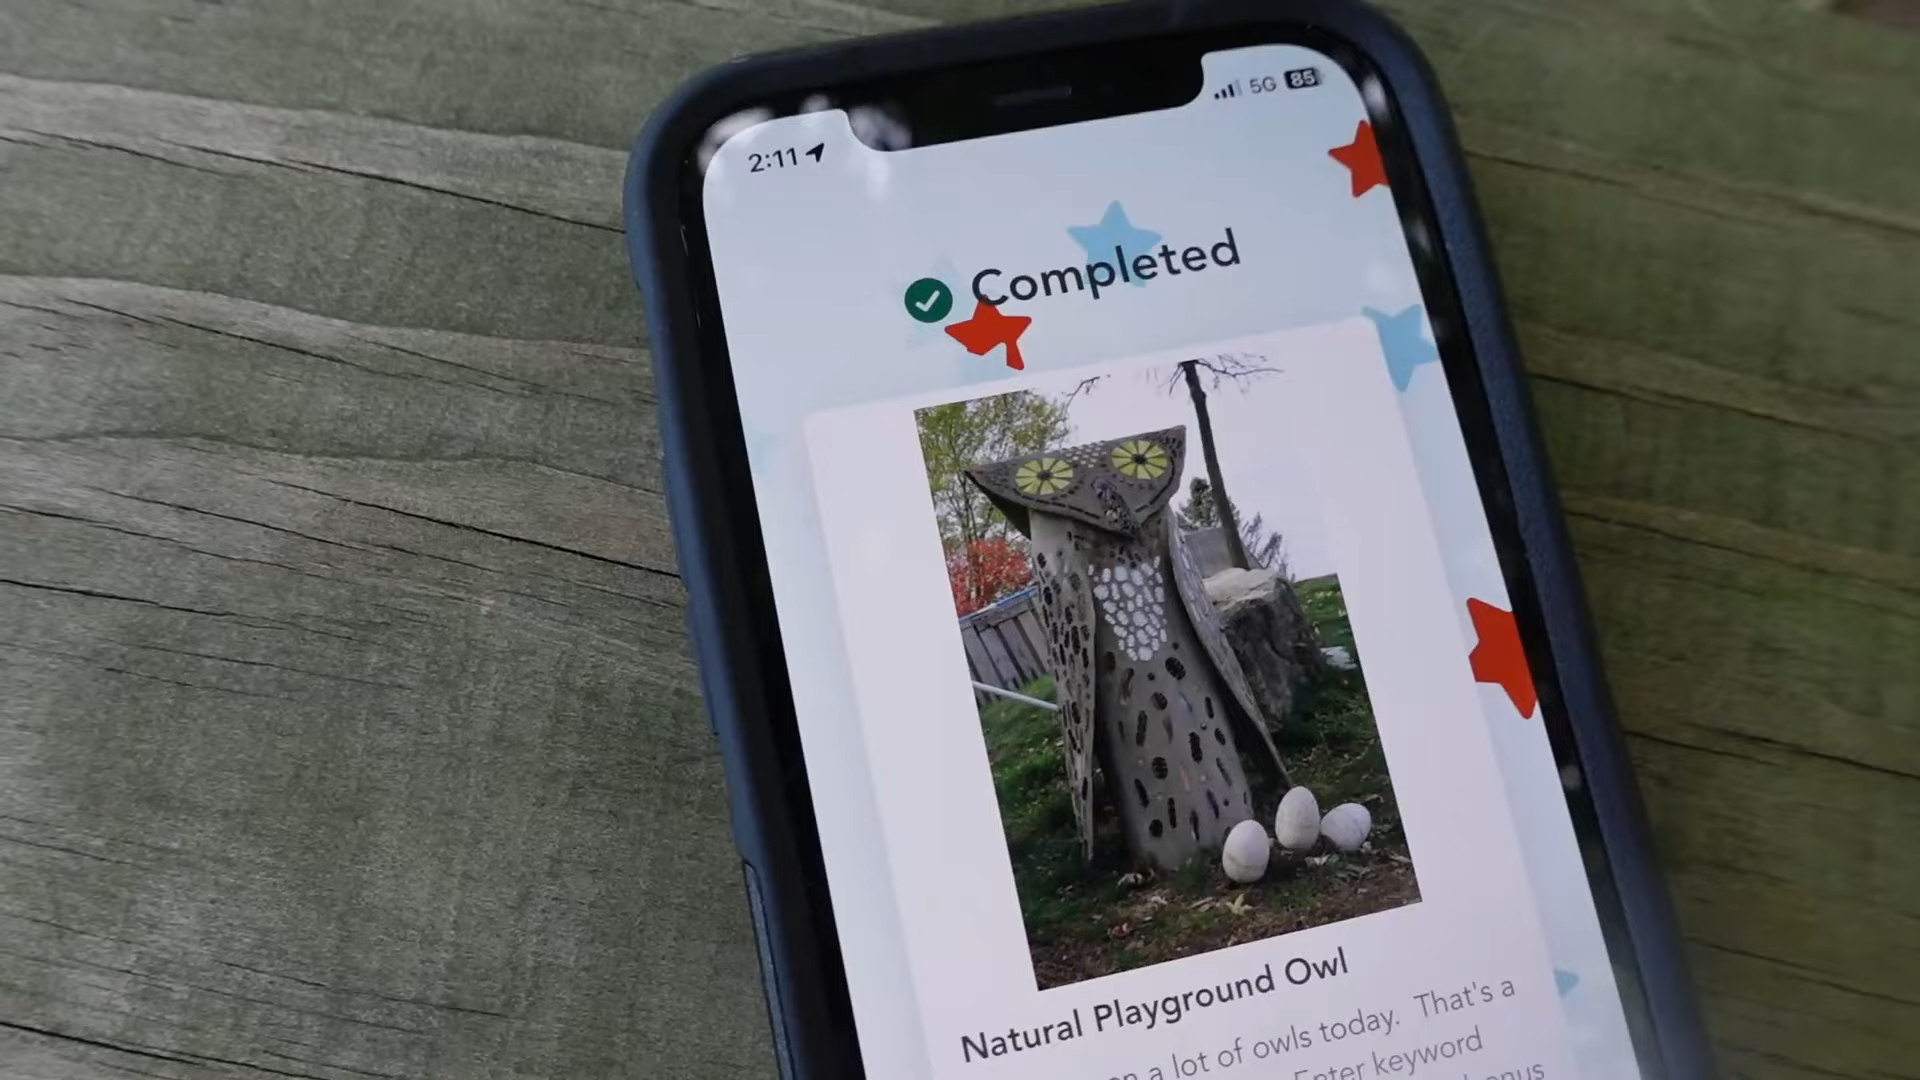 2:11
5G 85
Completed
Natural Playground Owl
a lot of owls today. That's a
Enter keyword